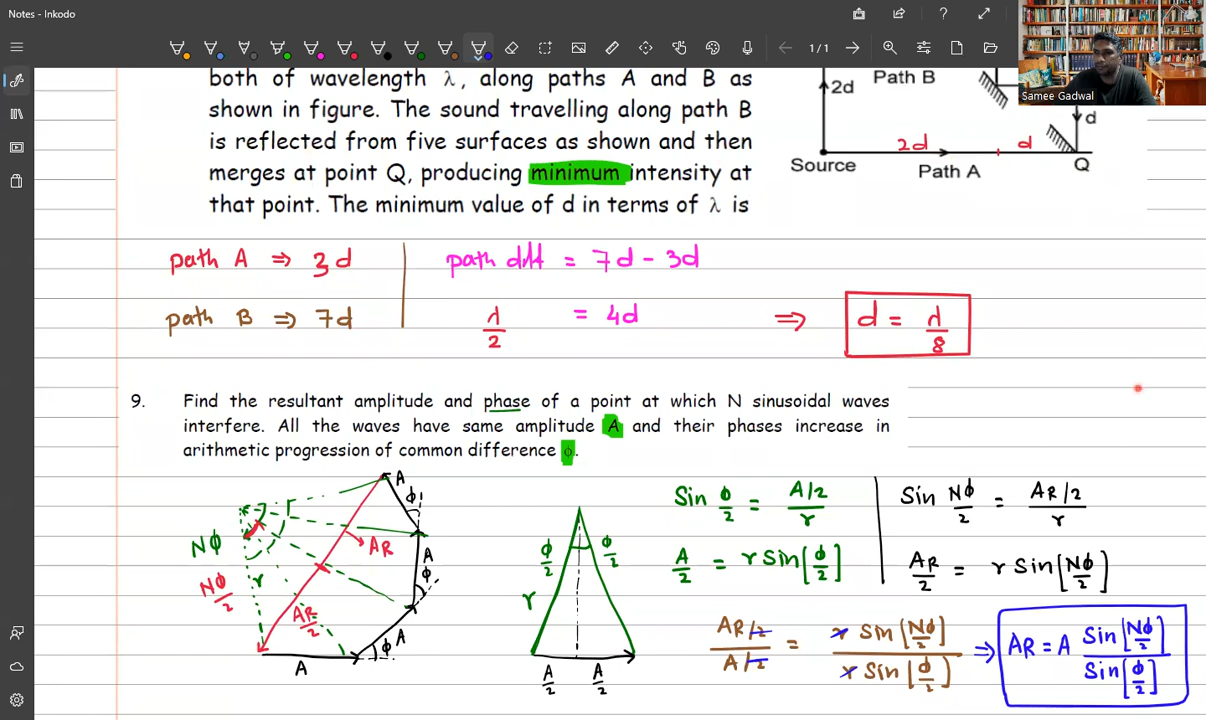 Notes - Inkodo
1/1
Samee Gadwal
both of wavelength λ, along paths A and B as
shown in figure. The sound travelling along path B
is reflected from five surfaces as shown and then
merges at point Q, producing minimum intensity at
that point. The minimum value of d in terms of λ is
2d
Path B
d
2d
d
Source
Path A
Q
path A ⇒ 3d
path B ⇒ 7d
path diff = 7d - 3d
λ/2 = 4d
⇒ d = λ/8
9. Find the resultant amplitude and phase of a point at which N sinusoidal waves
interfere. All the waves have same amplitude A and their phases increase in
arithmetic progression of common difference ϕ.
A
ϕ
r
Nϕ
AR
A
ϕ
Nϕ/2
r
AR/2
ϕ
A
A
ϕ/2
ϕ/2
r
A/2
A/2
Sin ϕ/2 = A/2 / r
A/2 = r Sin[ϕ/2]
Sin Nϕ/2 = AR/2 / r
AR/2 = r Sin[Nϕ/2]
AR/2 / A/2 = r Sin[Nϕ/2] / r Sin[ϕ/2]
⇒ AR = A Sin[Nϕ/2] / Sin[ϕ/2]